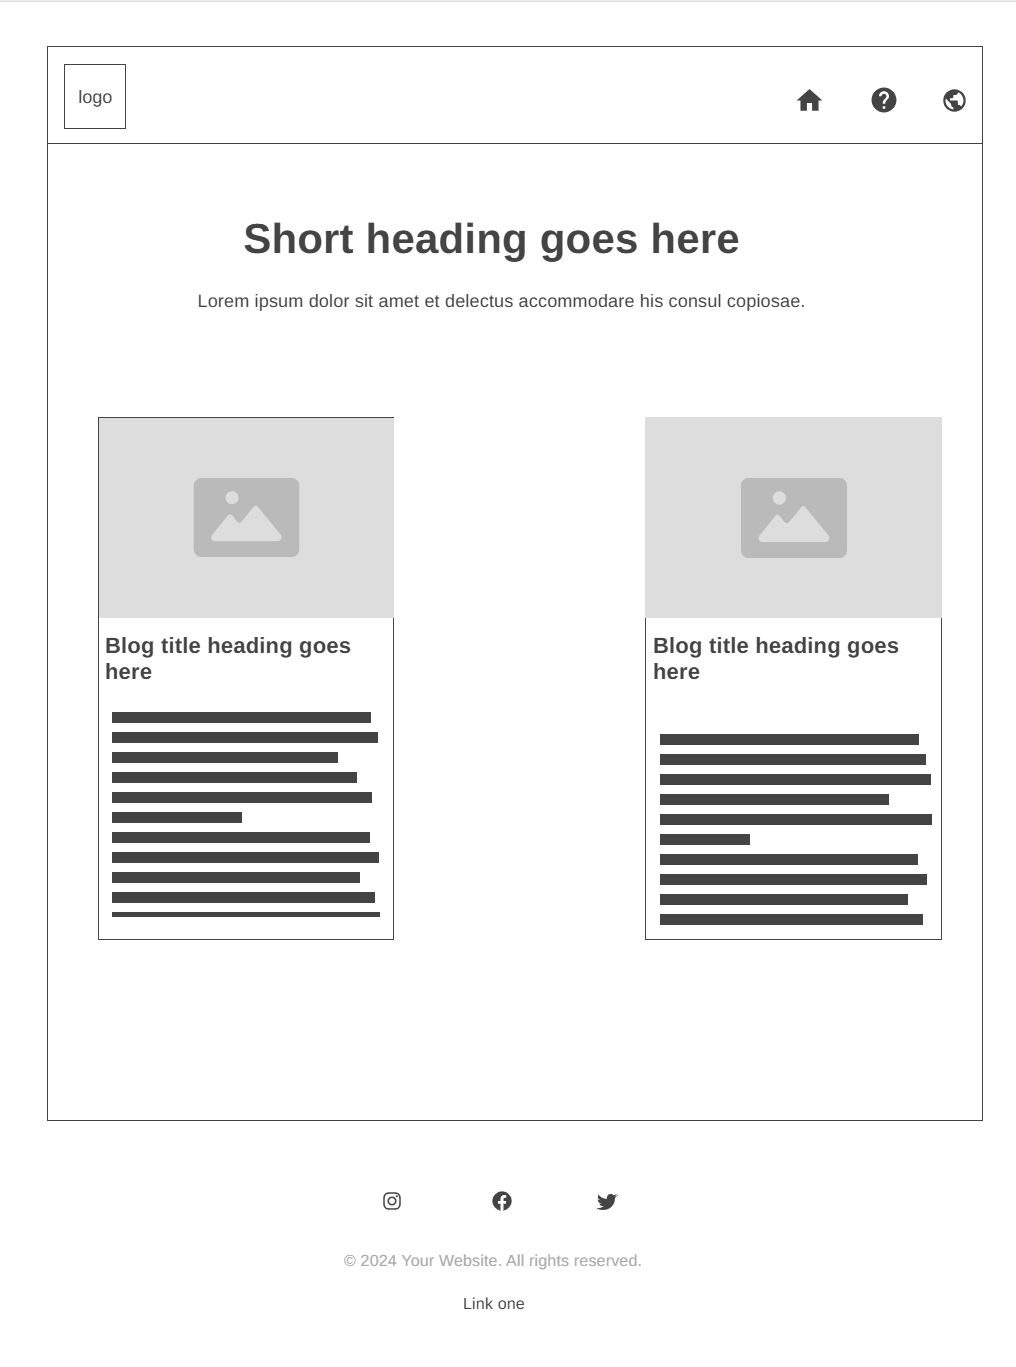 logo
Short heading goes here
Lorem ipsum dolor sit amet et delectus accommodare his consul copiosae.
Blog title heading goes
here
Blog title heading goes
here
© 2024 Your Website. All rights reserved.
Link one